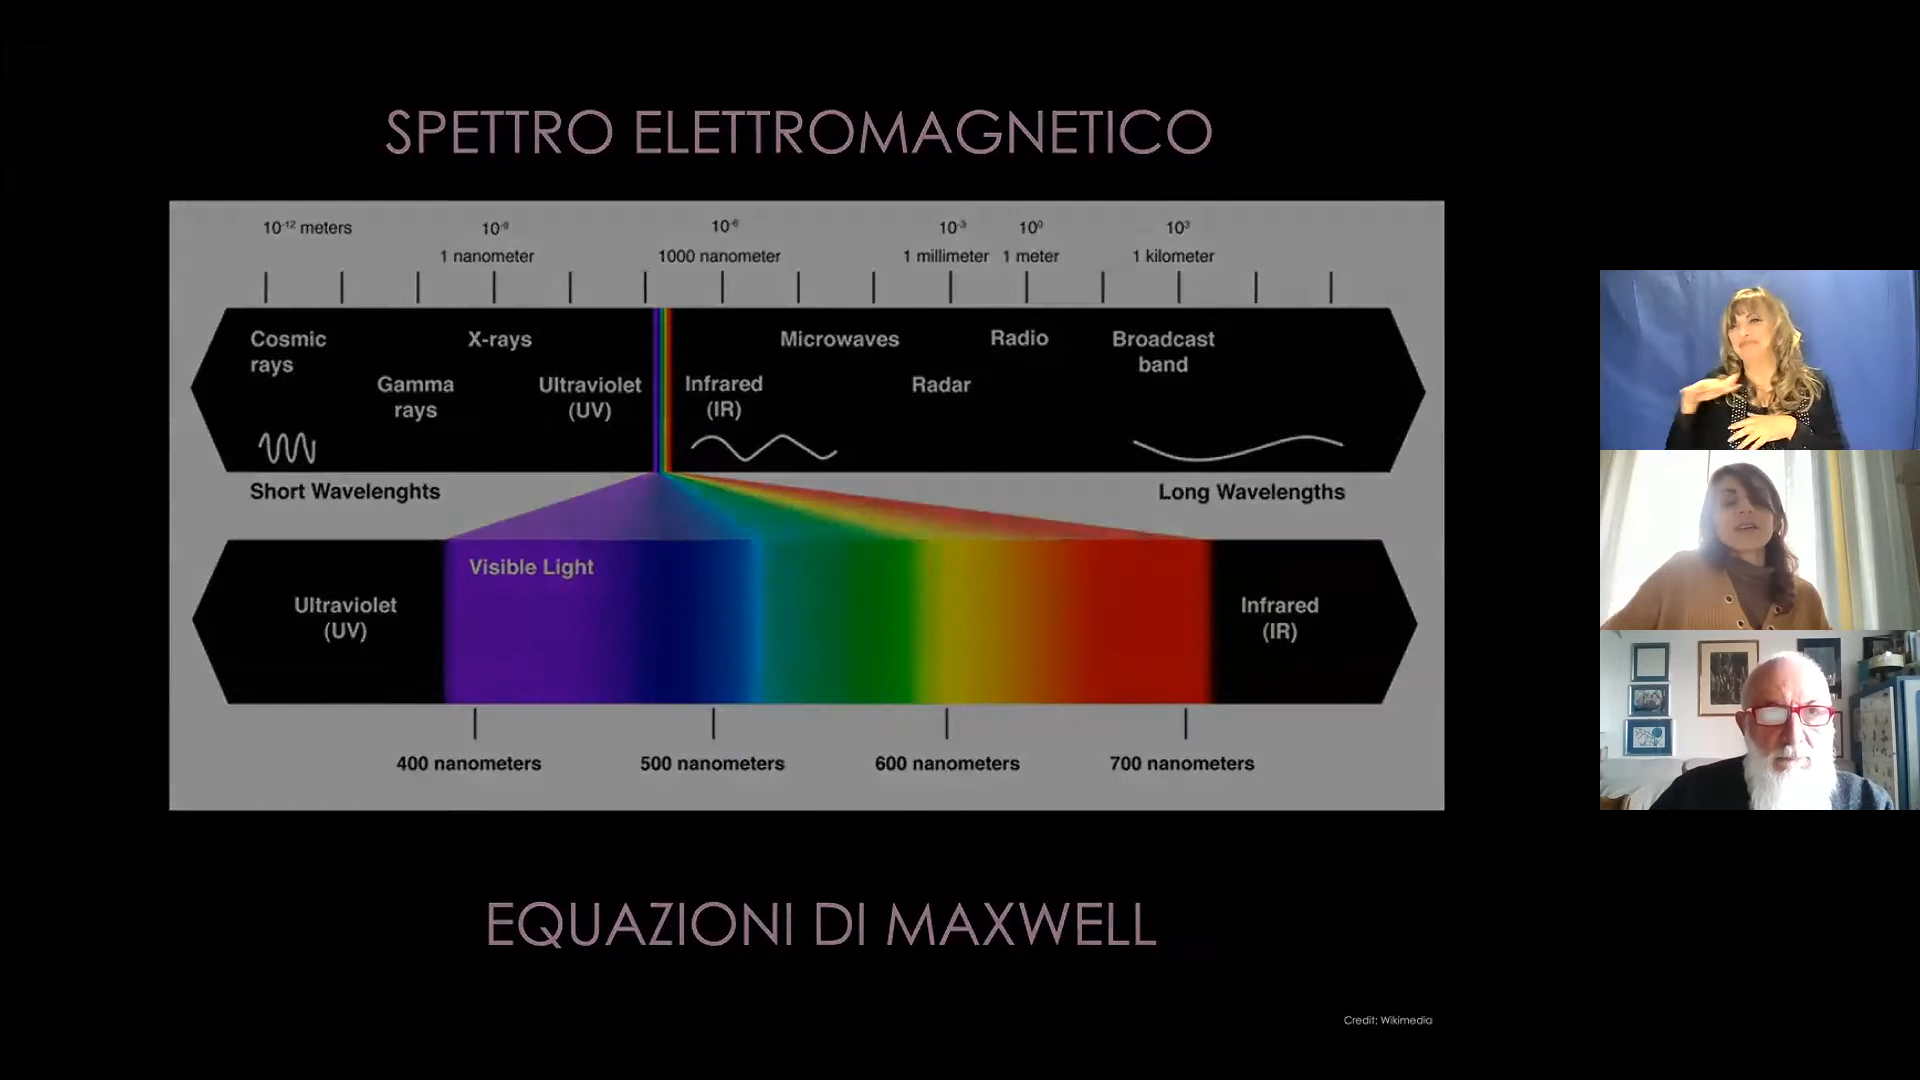 SPETTRO ELETTROMAGNETICO
10⁻¹² meters 10⁻⁹ 10⁻⁶ 10⁻³ 10⁰ 10³
1 nanometer 1000 nanometer 1 millimeter 1 meter 1 kilometer
Cosmic
rays
X-rays
Microwaves
Radio
Broadcast
band
Gamma
rays
Ultraviolet
(UV)
Infrared
(IR)
Radar
Short Wavelenghts
Long Wavelengths
Visible Light
Ultraviolet
(UV)
Infrared
(IR)
400 nanometers 500 nanometers 600 nanometers 700 nanometers
EQUAZIONI DI MAXWELL
Credit: Wikimedia